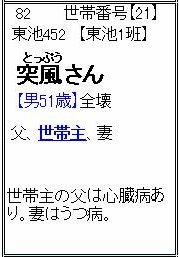 82 世帯番号【21】
東池452 【東池1班】
とっぷう
突風さん
【男51歳】全壊
父、世帯主、妻
世帯主の父は心臓病あ
り。妻はうつ病。